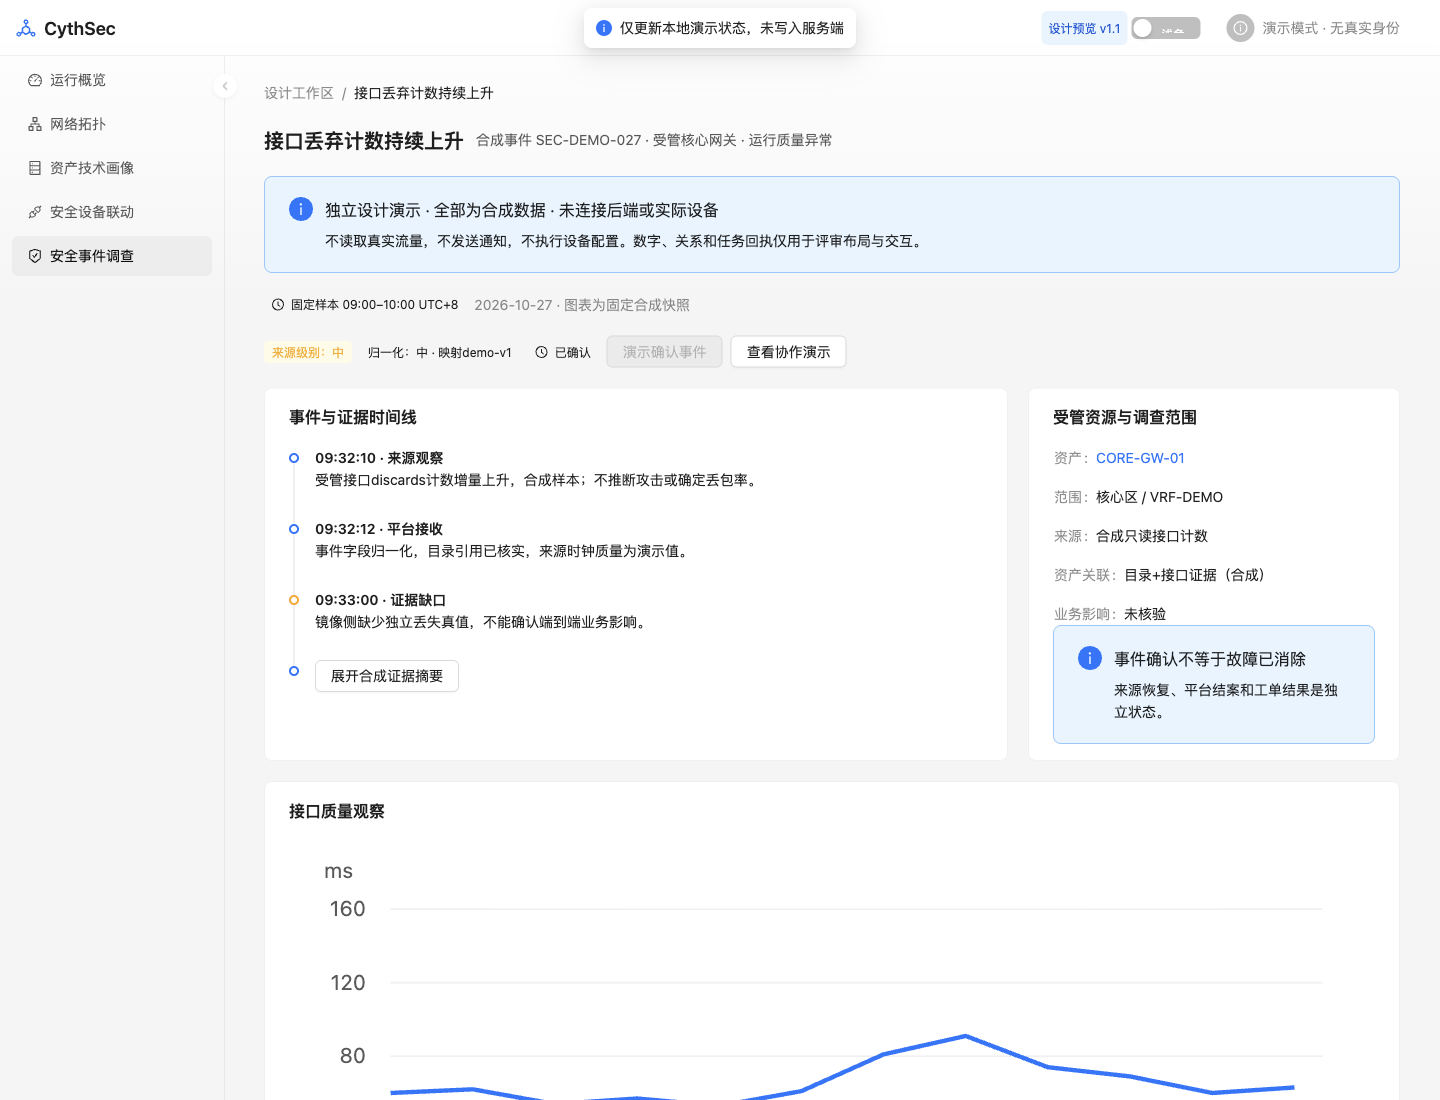 CythSec
仅更新本地演示状态，未写入服务端
设计预览 v1.1
演示模式 · 无真实身份
运行概览
网络拓扑
资产技术画像
安全设备联动
安全事件调查
设计工作区 / 接口丢弃计数持续上升
接口丢弃计数持续上升 合成事件 SEC-DEMO-027 · 受管核心网关 · 运行质量异常
独立设计演示 · 全部为合成数据 · 未连接后端或实际设备
不读取真实流量，不发送通知，不执行设备配置。数字、关系和任务回执仅用于评审布局与交互。
固定样本 09:00–10:00 UTC+8 2026-10-27 · 图表为固定合成快照
来源级别：中 归一化：中 · 映射demo-v1 已确认 演示确认事件 查看协作演示
事件与证据时间线
09:32:10 · 来源观察
受管接口discards计数增量上升，合成样本；不推断攻击或确定丢包率。
09:32:12 · 平台接收
事件字段归一化，目录引用已核实，来源时钟质量为演示值。
09:33:00 · 证据缺口
镜像侧缺少独立丢失真值，不能确认端到端业务影响。
展开合成证据摘要
受管资源与调查范围
资产：CORE-GW-01
范围：核心区 / VRF-DEMO
来源：合成只读接口计数
资产关联：目录+接口证据（合成）
业务影响：未核验
事件确认不等于故障已消除
来源恢复、平台结案和工单结果是独
立状态。
接口质量观察
ms
160
120
80